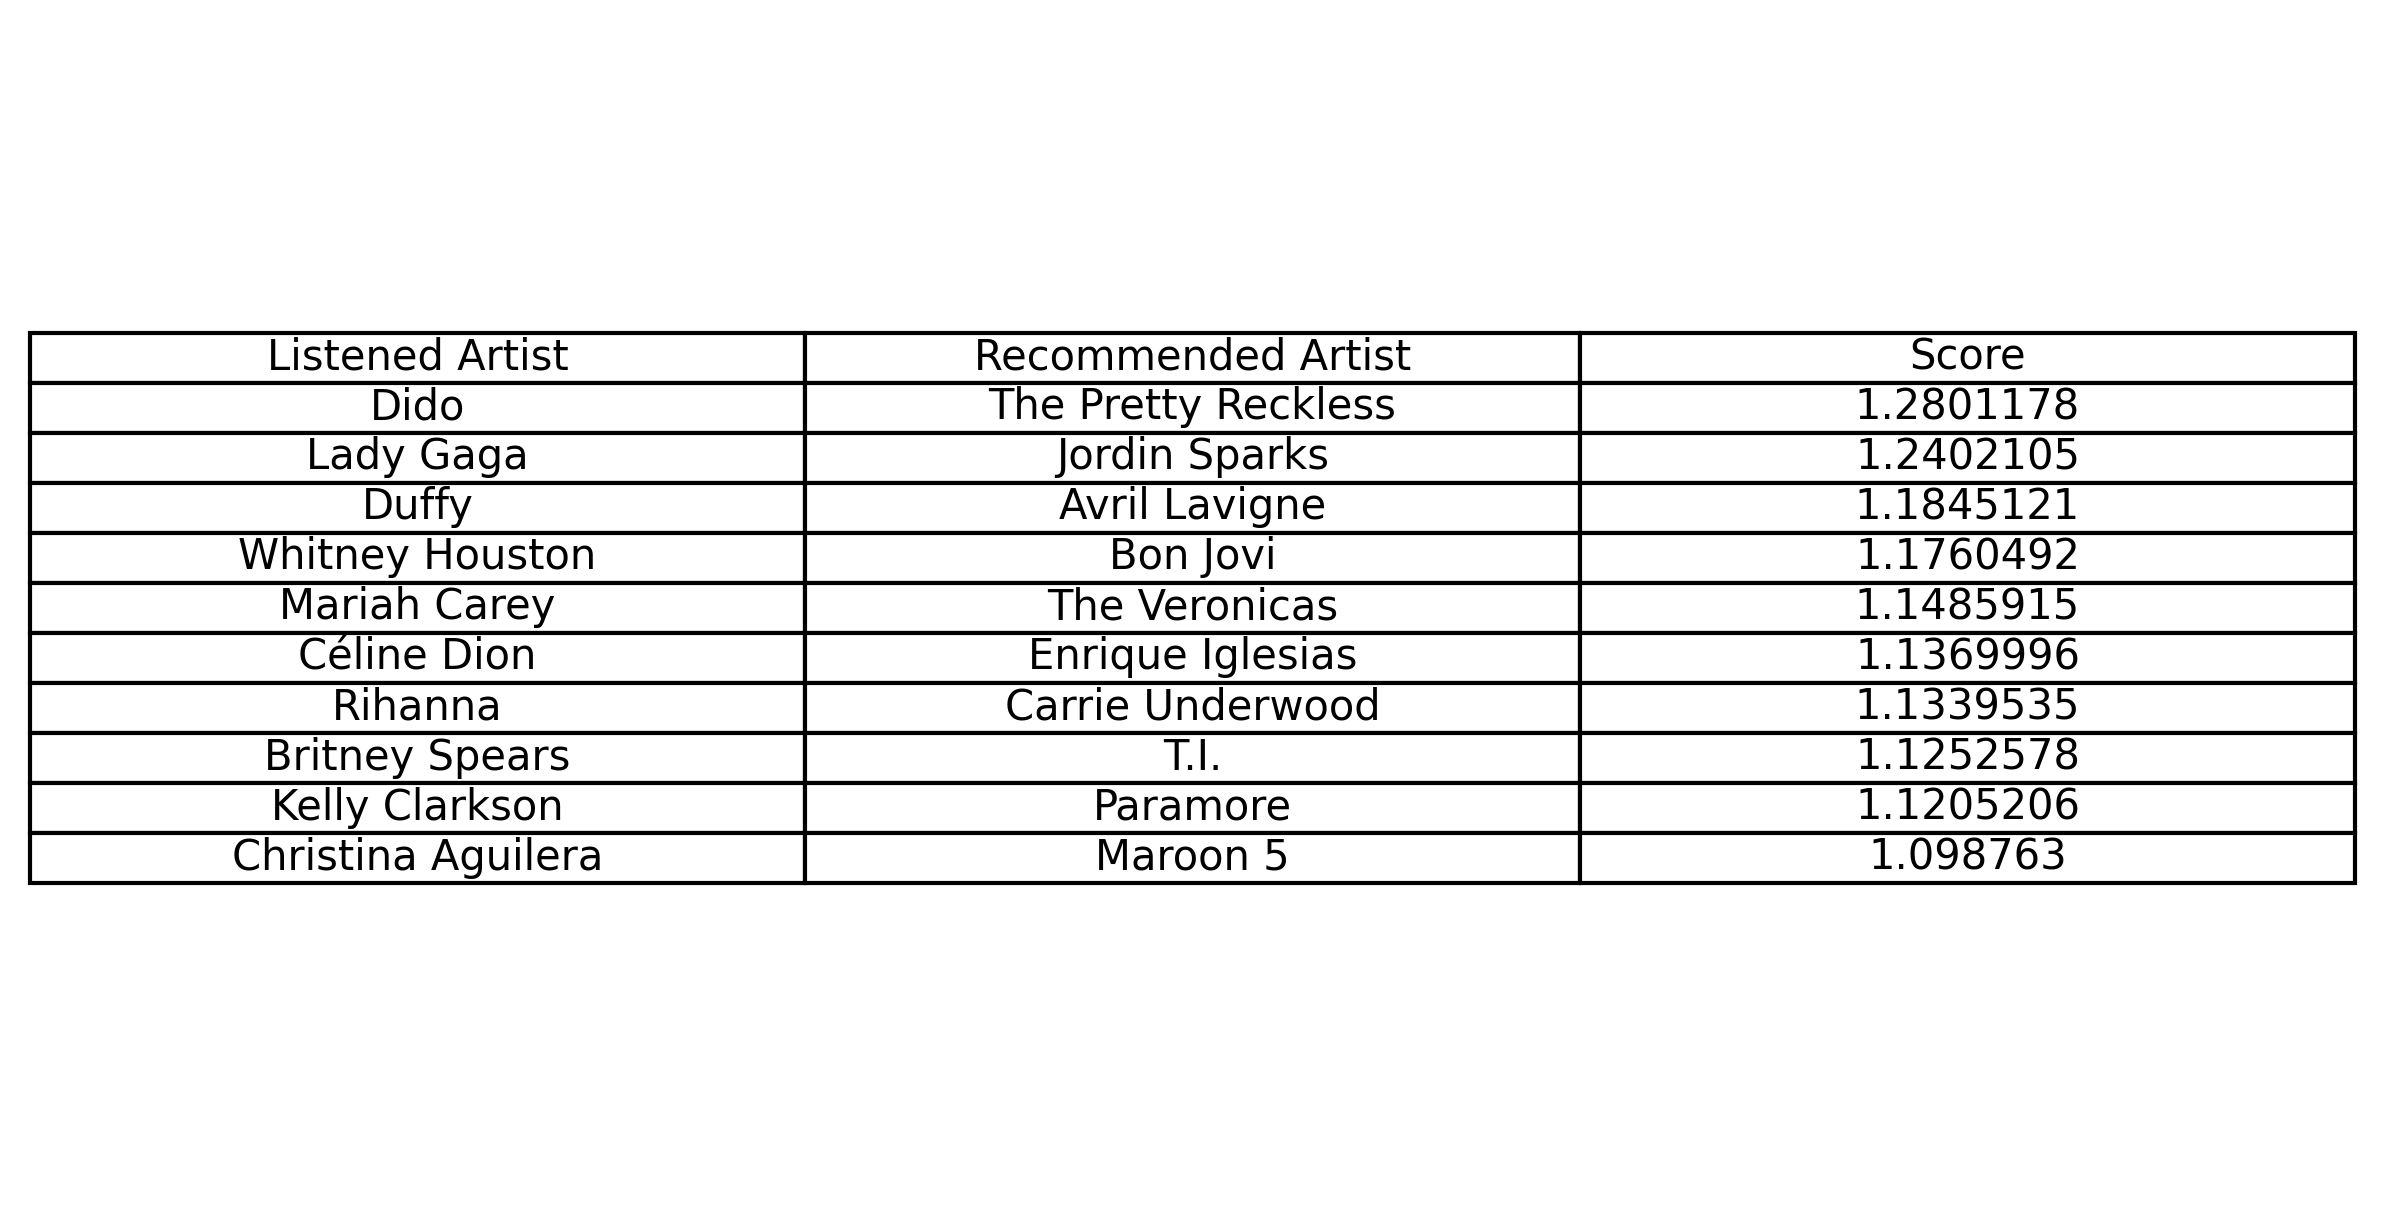 Listened Artist Recommended Artist Score
Dido The Pretty Reckless 1.2801178
Lady Gaga Jordin Sparks 1.2402105
Duffy Avril Lavigne 1.1845121
Whitney Houston Bon Jovi 1.1760492
Mariah Carey The Veronicas 1.1485915
Céline Dion Enrique Iglesias 1.1369996
Rihanna Carrie Underwood 1.1339535
Britney Spears T.I. 1.1252578
Kelly Clarkson Paramore 1.1205206
Christina Aguilera Maroon 5 1.098763